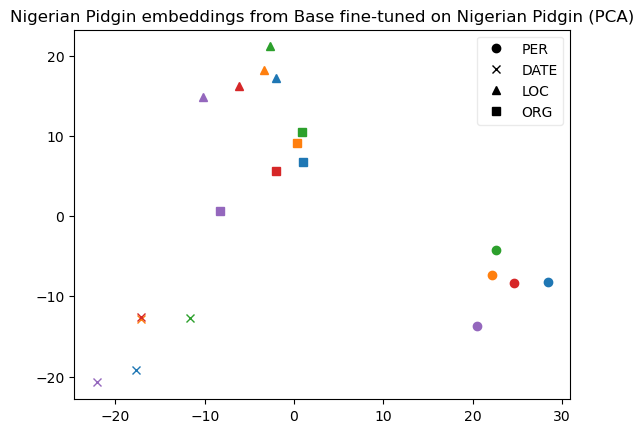 Nigerian Pidgin embeddings from Base fine-tuned on Nigerian Pidgin (PCA)
PER
DATE
LOC
ORG
20
10
0
−10
−20
−20
−10
0
10
20
30